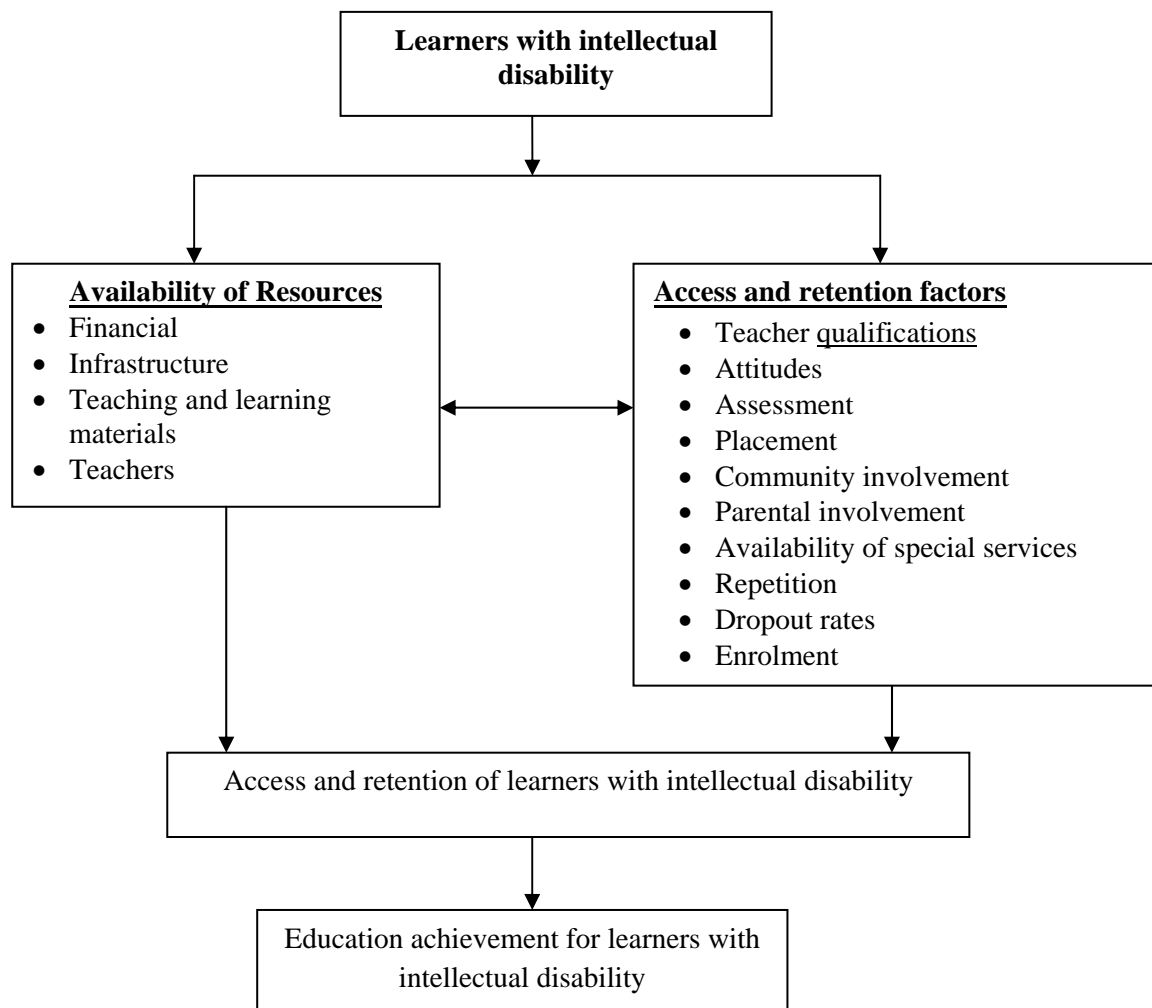 Learners with intellectual
disability
Availability of Resources
• Financial
• Infrastructure
• Teaching and learning
materials
• Teachers
Access and retention factors
• Teacher qualifications
• Attitudes
• Assessment
• Placement
• Community involvement
• Parental involvement
• Availability of special services
• Repetition
• Dropout rates
• Enrolment
Access and retention of learners with intellectual disability
Education achievement for learners with
intellectual disability